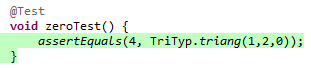 @Test
void zeroTest() {
    assertEquals(4, TriTyp.triang(1,2,0));
}